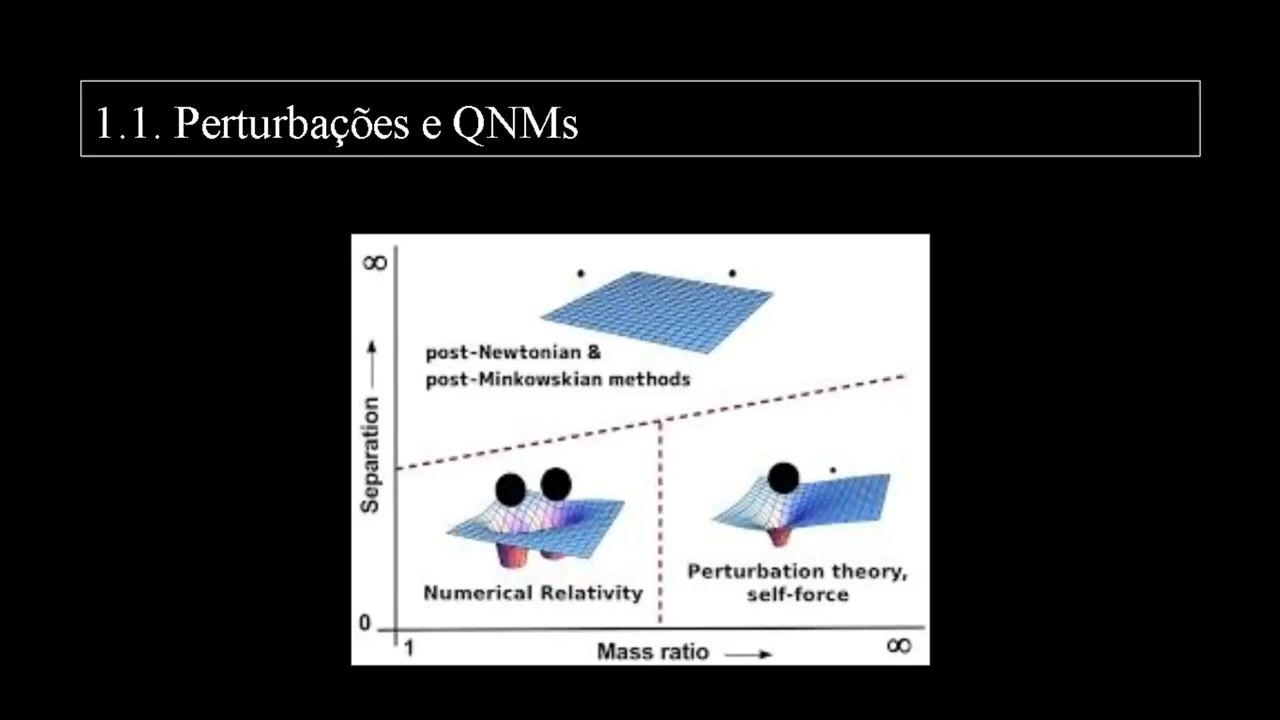 1.1. Perturbações e QNMs
∞
post-Newtonian &
post-Minkowskian methods
Separation
Numerical Relativity
Perturbation theory,
self-force
0
1
Mass ratio
∞